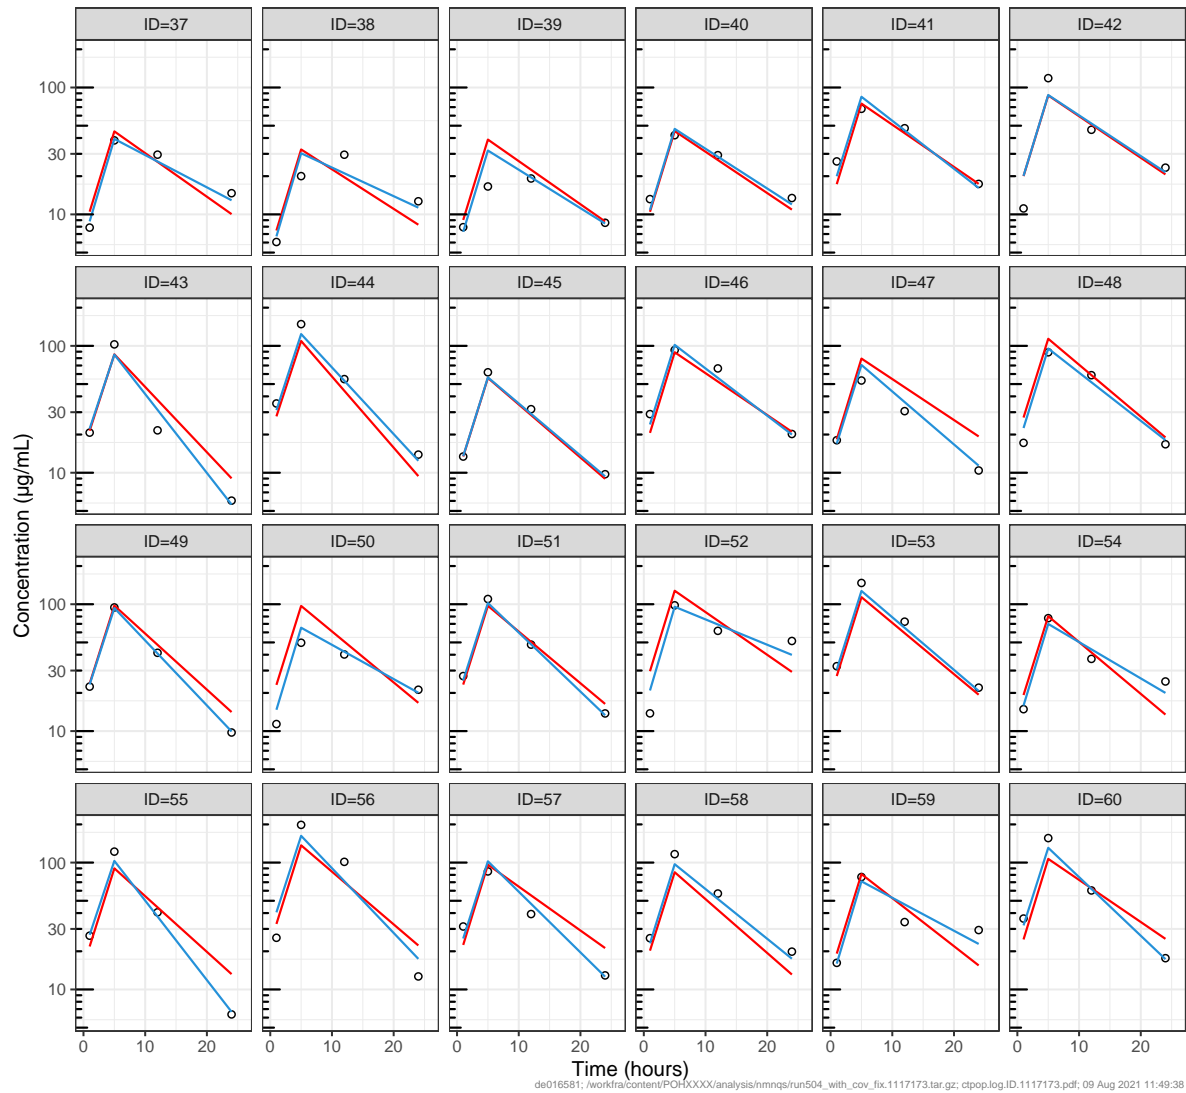 ID=37 ID=38 ID=39 ID=40 ID=41 ID=42
100
30
10
ID=43 ID=44 ID=45 ID=46 ID=47 ID=48
100
30
10
Concentration (µg/mL)
ID=49 ID=50 ID=51 ID=52 ID=53 ID=54
100
30
10
ID=55 ID=56 ID=57 ID=58 ID=59 ID=60
100
30
10
0 10 20 0 10 20 0 10 20 0 10 20 0 10 20 0 10 20
Time (hours)
de016581; /workfra/content/POHXXXX/analysis/nmnqs/run504_with_cov_fix.1117173.tar.gz; ctpop.log.ID.1117173.pdf; 09 Aug 2021 11:49:38